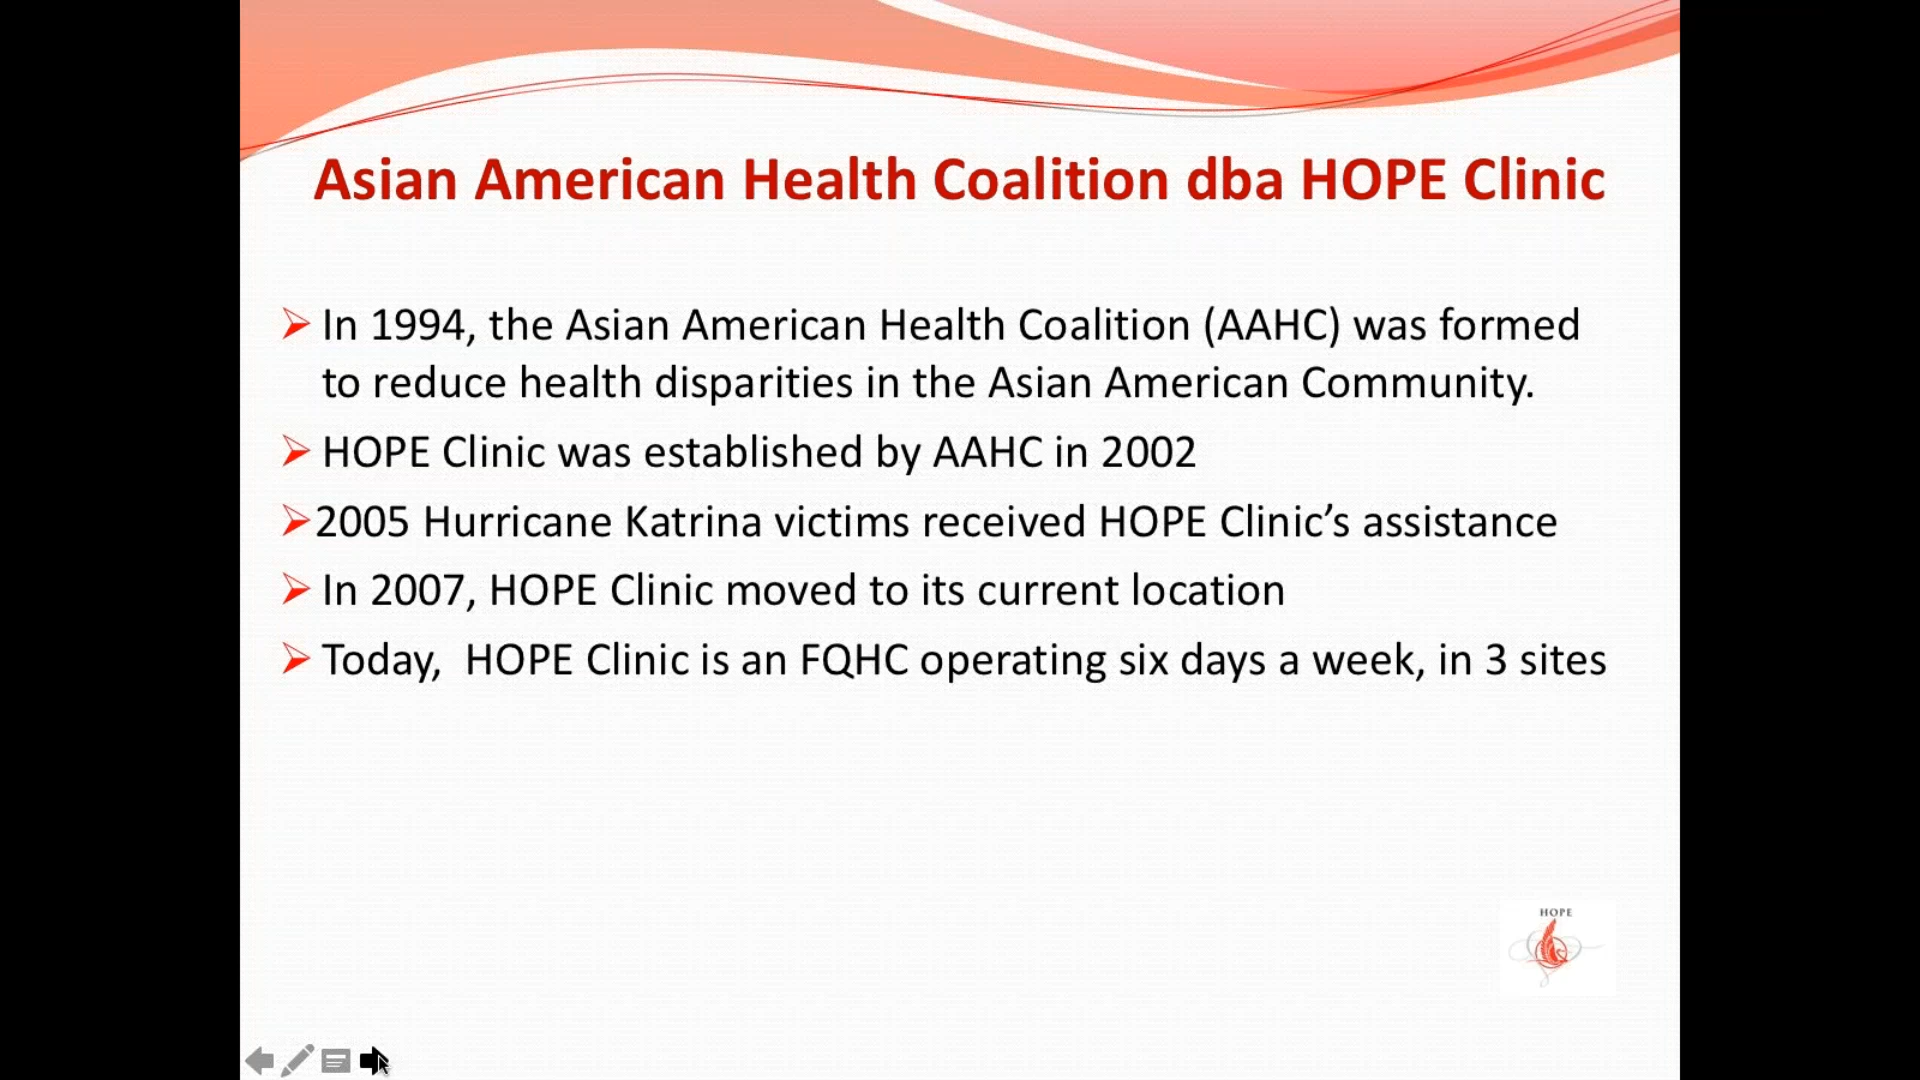 Asian American Health Coalition dba HOPE Clinic
In 1994, the Asian American Health Coalition (AAHC) was formed
to reduce health disparities in the Asian American Community.
HOPE Clinic was established by AAHC in 2002
2005 Hurricane Katrina victims received HOPE Clinic’s assistance
In 2007, HOPE Clinic moved to its current location
Today,  HOPE Clinic is an FQHC operating six days a week, in 3 sites
HOPE